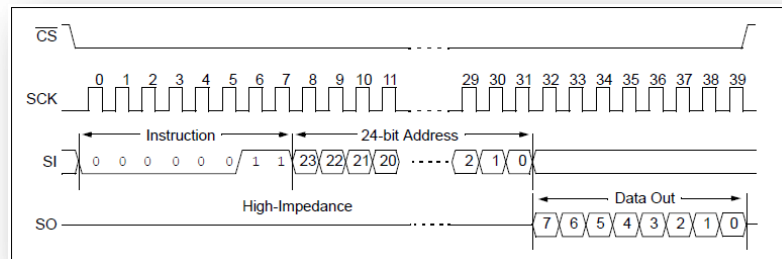 CS
0 1 2 3 4 5 6 7 8 9 10 11 29 30 31 32 33 34 35 36 37 38 39
SCK
Instruction 24-bit Address
SI 0 0 0 0 0 0 1 1 23 22 21 20 2 1 0
High-Impedance Data Out
SO 7 6 5 4 3 2 1 0